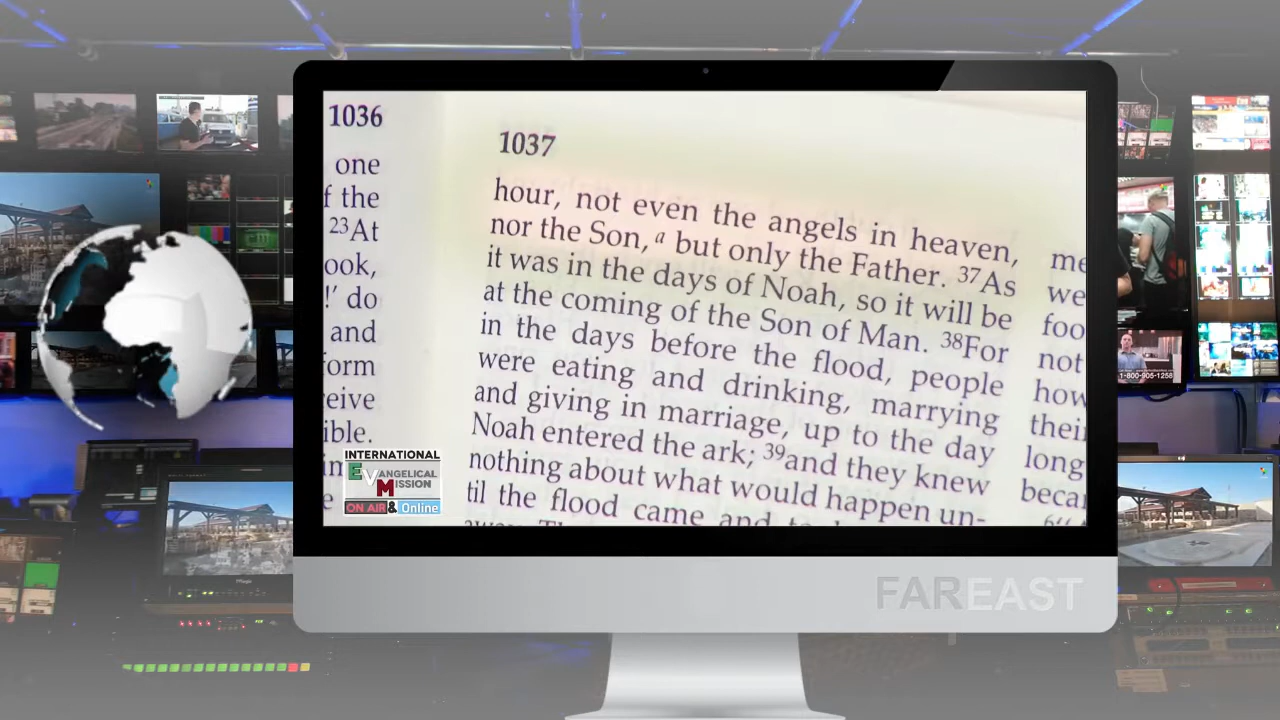 1036
one
f the
23At
ook,
!' do
and
orm
eive
ible.
1037
hour, not even the angels in heaven,
nor the Son, a but only the Father. 37As
it was in the days of Noah, so it will be
at the coming of the Son of Man. 38For
in the days before the flood, people
were eating and drinking, marrying
and giving in marriage, up to the day
Noah entered the ark; 39and they knew
nothing about what would happen un-
til the flood came and
me
we
foo
not
how
thei
long
beca
INTERNATIONAL
EVANGELICAL
MISSION
ON AIR & Online
FAREAST
1-800-905-1258